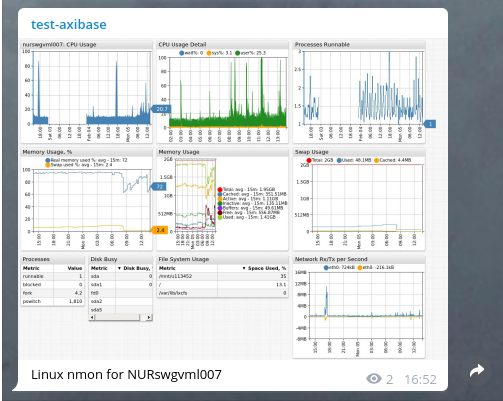 test-axibase
nurswgvml007: CPU Usage
CPU Usage Detail
wait%: 0 sys%: 3.1 user%: 25.3
Processes Runnable
20.7
1
Memory Usage, %
Real memory used %: avg - 15m: 72
Swap used %: avg - 15m: 2.4
72
2.4
Memory Usage
Total: avg - 15m: 1.95GB
Cached: avg - 15m: 351.51MB
Active: avg - 15m: 1.11GB
Inactive: avg - 15m: 135.11MB
Buffers: avg - 15m: 49.61MB
Free: avg - 15m: 556.87MB
Used: avg - 15m: 1.41GB
Swap Usage
Total: 2GB Used: 48.1MB Cached: 4.4MB
2GB
1.5GB
1GB
512MB
0
Processes
Metric Value
runnable 1
blocked 0
fork 4.2
pswitch 1,810
Disk Busy
Metric ▼ Disk Busy,
sda 0
sda1 0
fd0
sda2
sda5
File System Usage
Metric ▼ Space Used, %
/mnt/u113452 35
/ 13.1
/var/lib/lxcfs 0
Network Rx/Tx per Second
eth0: 724kB eth0: -216.1kB
16MB
12MB
8MB
4MB
0
-4MB
-8MB
Linux nmon for NURswgvml007
2 16:52